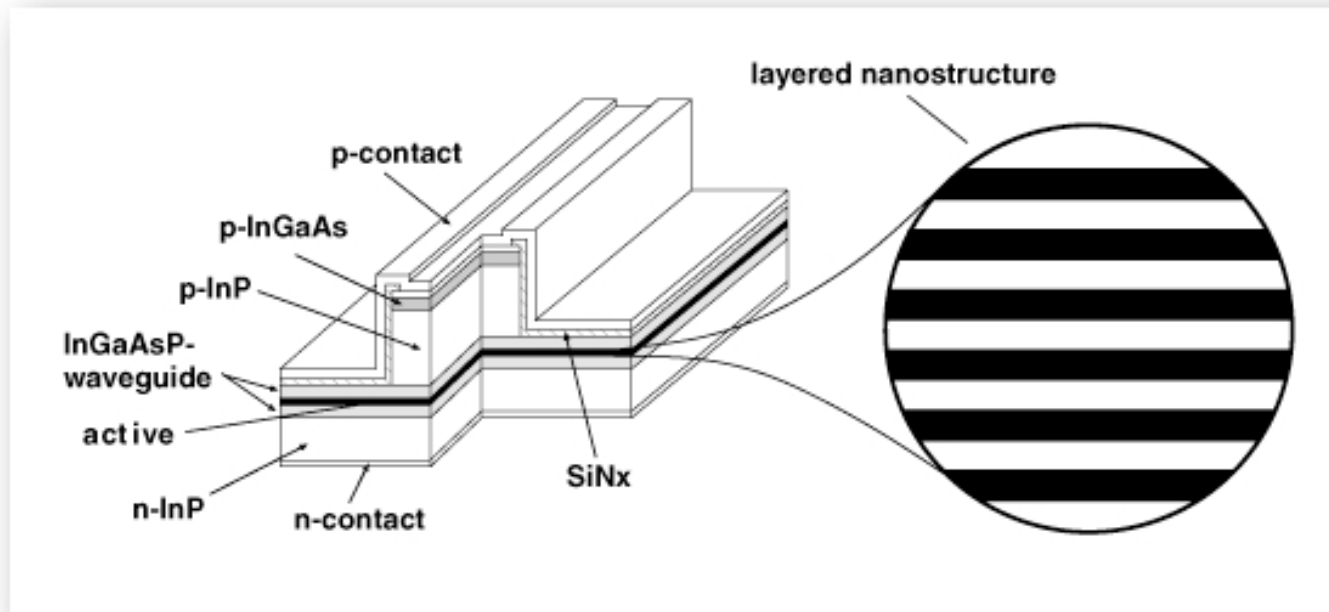 layered nanostructure
p-contact
p-InGaAs
p-InP
InGaAsP-
waveguide
active
n-InP
n-contact
SiNx